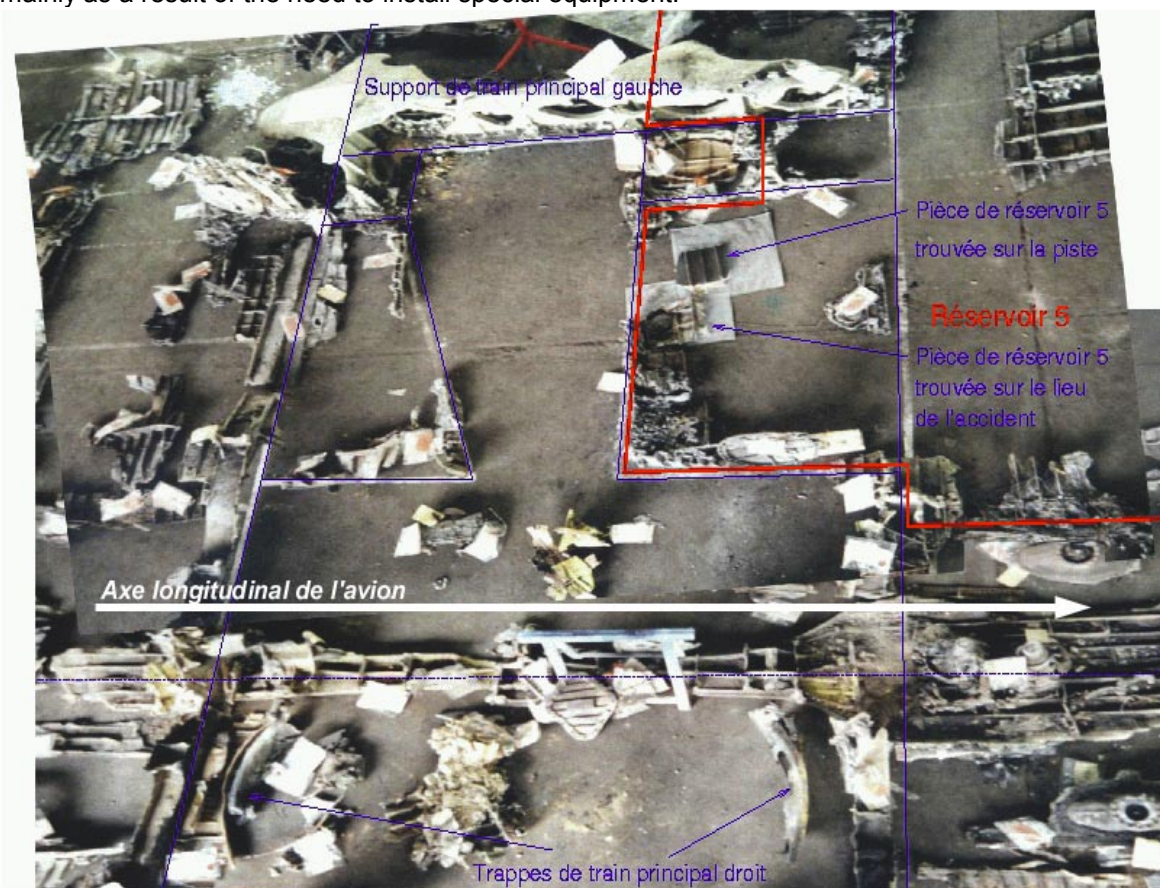 mainly as a result of the need to install special equipment.
Support de train principal gauche
Pièce de réservoir 5
trouvée sur la piste
Réservoir 5
Pièce de réservoir 5
trouvée sur le lieu
de l'accident
Axe longitudinal de l'avion
Trappes de train principal droit